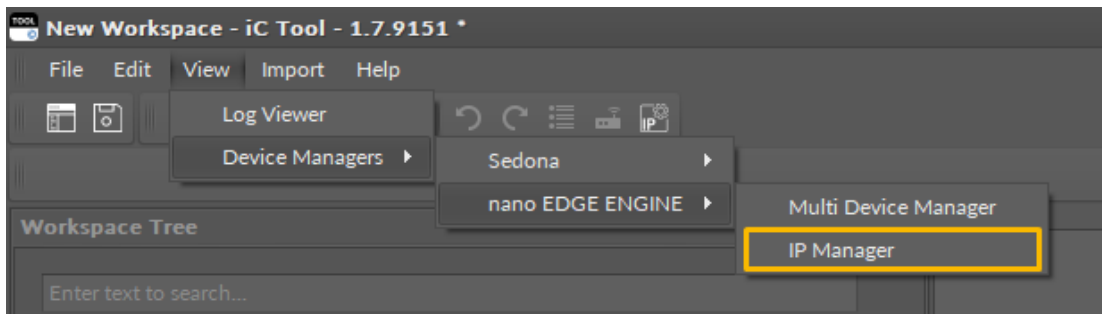 TOOL New Workspace - iC Tool - 1.7.9151 *
File Edit View Import Help
Log Viewer
IP
Device Managers
Sedona
nano EDGE ENGINE
Multi Device Manager
Workspace Tree
IP Manager
Enter text to search...